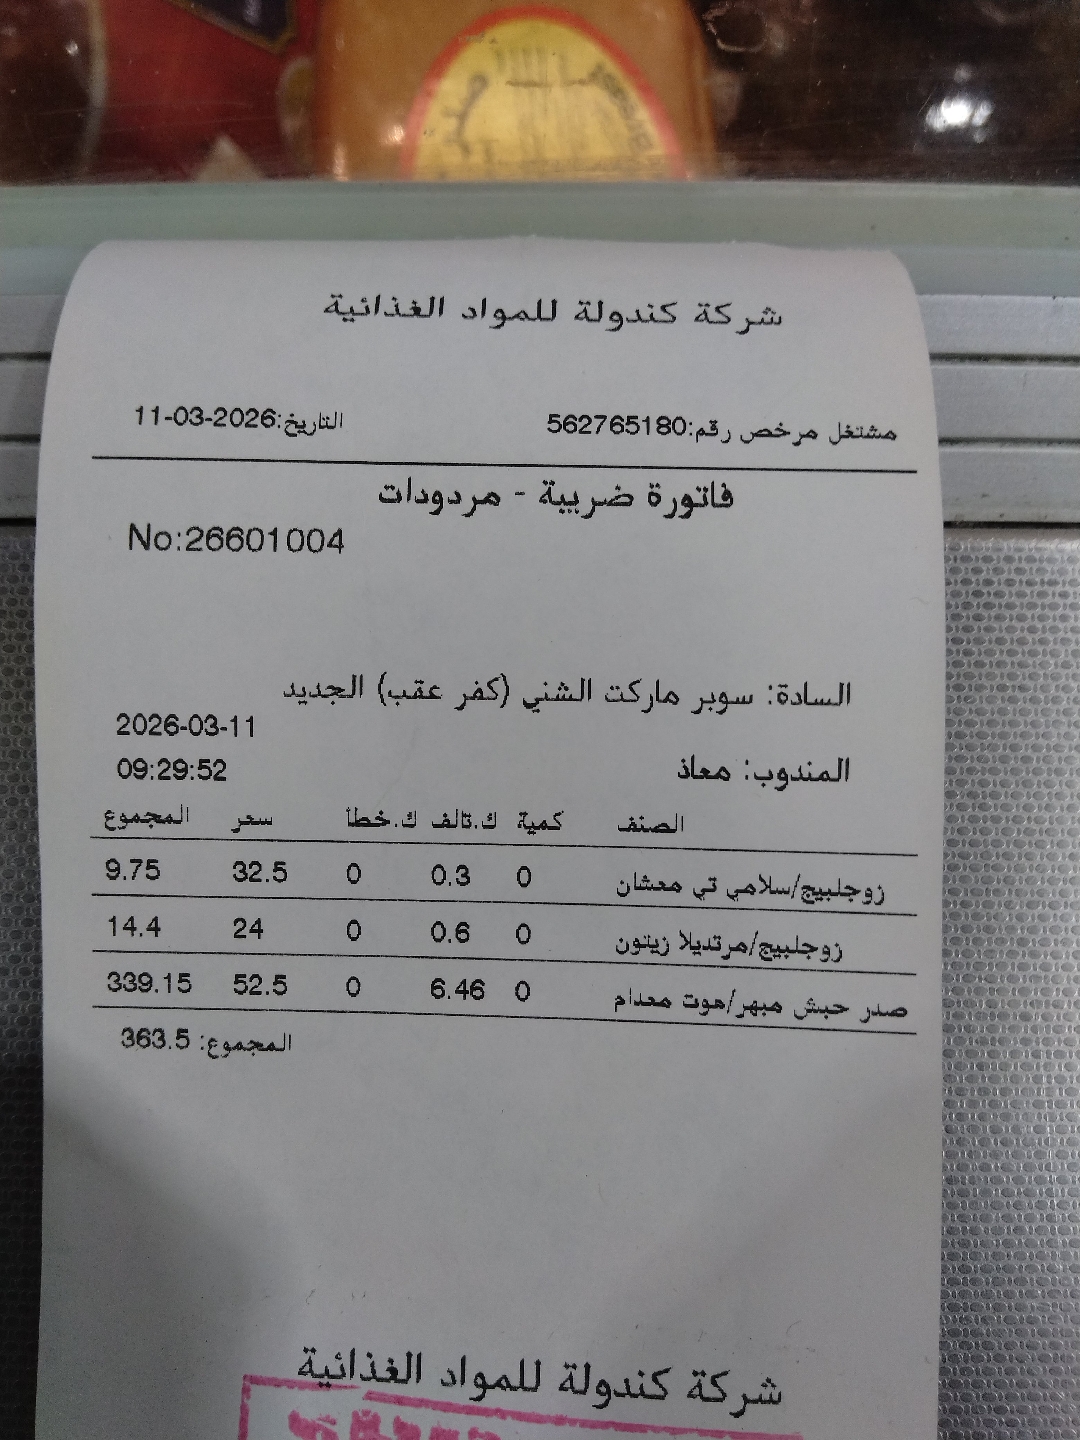 شركة كندولة للمواد الغذائية
مشتغل مرخص رقم:562765180 التاريخ:2026-03-11
فاتورة ضريبة - مردودات
No:26601004
السادة: سوبر ماركت الشني (كفر عقب) الجديد
2026-03-11
المندوب: معاذ 09:29:52
الصنف كمية ك.تالف ك.خطأ سعر المجموع
زوجلبيج/سلامي تي معشان 0 0.3 0 32.5 9.75
زوجلبيج/مرتديلا زيتون 0 0.6 0 24 14.4
صدر حبش مبهر/هوت معدام 0 6.46 0 52.5 339.15
المجموع: 363.5
شركة كندولة للمواد الغذائية